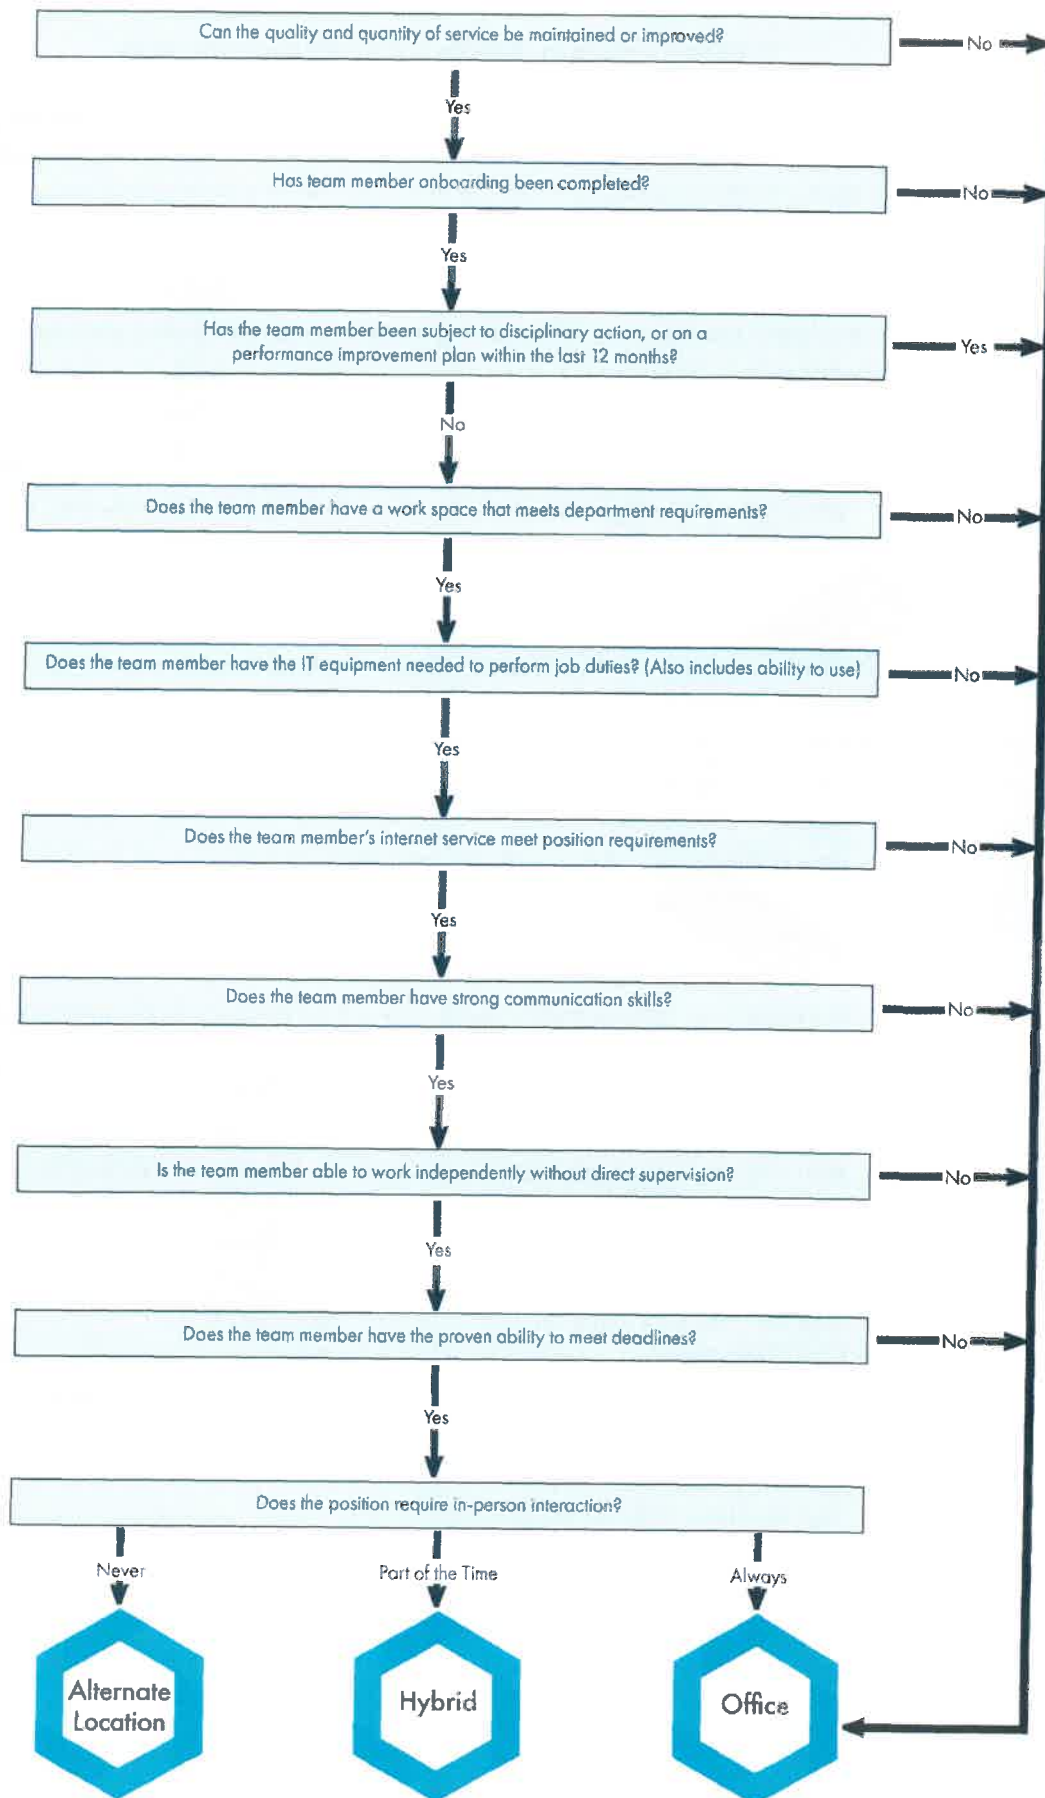 Can the quality and quantity of service be maintained or improved?
No
Yes
Has team member onboarding been completed?
No
Yes
Has the team member been subject to disciplinary action, or on a
performance improvement plan within the last 12 months?
Yes
No
Does the team member have a work space that meets department requirements?
No
Yes
Does the team member have the IT equipment needed to perform job duties? (Also includes ability to use)
No
Yes
Does the team member's internet service meet position requirements?
No
Yes
Does the team member have strong communication skills?
No
Yes
Is the team member able to work independently without direct supervision?
No
Yes
Does the team member have the proven ability to meet deadlines?
No
Yes
Does the position require in-person interaction?
Never
Part of the Time
Always
Alternate
Location
Hybrid
Office